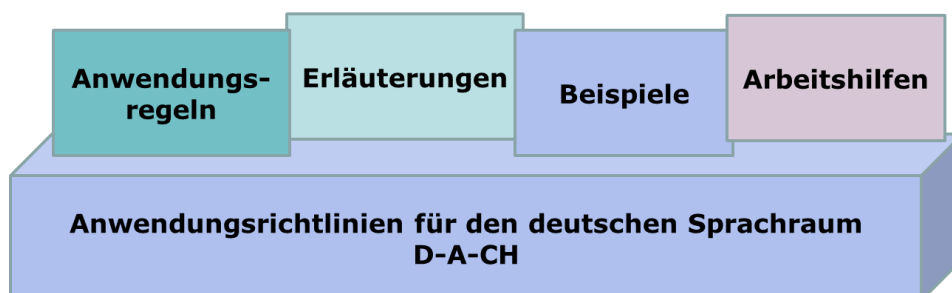 Anwendungs-
regeln
Erläuterungen
Beispiele
Arbeitshilfen
Anwendungsrichtlinien für den deutschen Sprachraum
D-A-CH